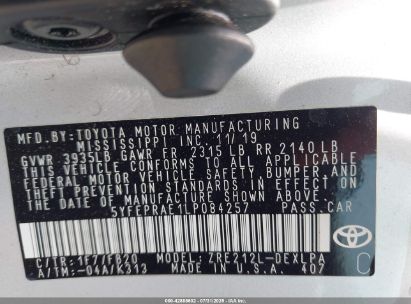 MFD.BY:TOYOTA MOTOR MANUFACTURING
MISSISSIPPI INC. 11/19
GVWR 3935LB GAWR FR 2315 LB RR 2140 LB
THIS VEHICLE CONFORMS TO ALL APPLICABLE
FEDERAL MOTOR VEHICLE SAFETY, BUMPER, AND
THEFT PREVENTION STANDARDS IN EFFECT ON
THE DATE OF MANUFACTURE SHOWN ABOVE.
5YFEPRAE1LP084257 PASS.CAR
C/TR:1F7/FB20 ZRE212L-DEXLPA
A/TM:-04A/K313 MADE IN U.S.A. 407
TOYOTA
C